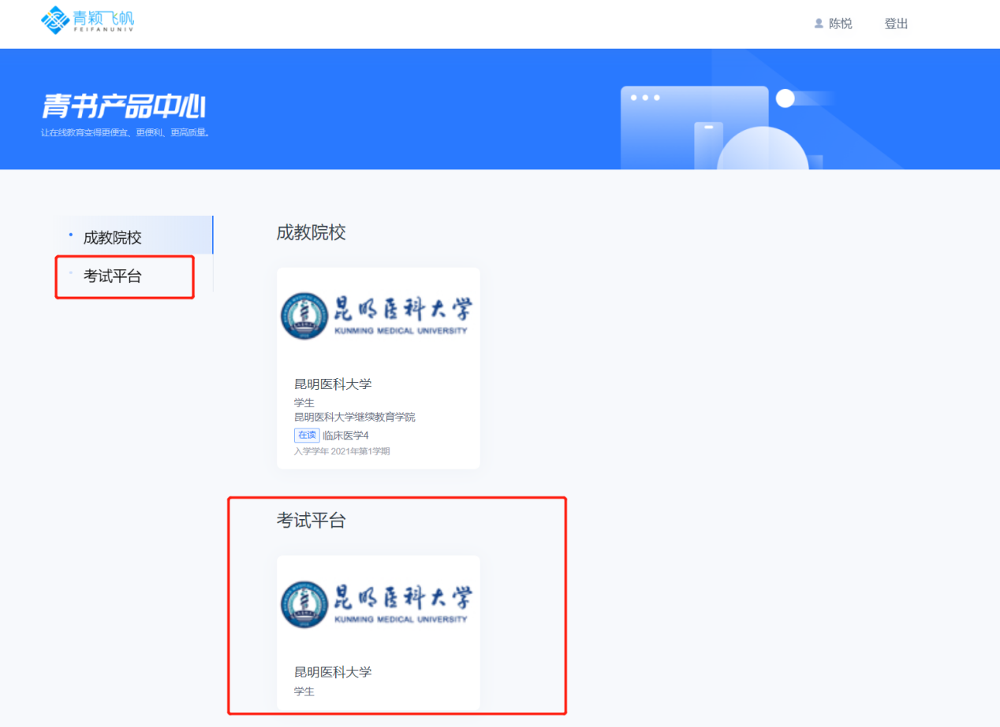 青颖飞帆
FEIFANUNIV
陈悦
登出
青书产品中心
让在线教育变得更便宜、更便利、更高质量。
成教院校
考试平台
成教院校
昆明医科大学
KUNMING MEDICAL UNIVERSITY
昆明医科大学
学生
昆明医科大学继续教育学院
在读 临床医学4
入学学年 2021年第1学期
考试平台
昆明医科大学
KUNMING MEDICAL UNIVERSITY
昆明医科大学
学生